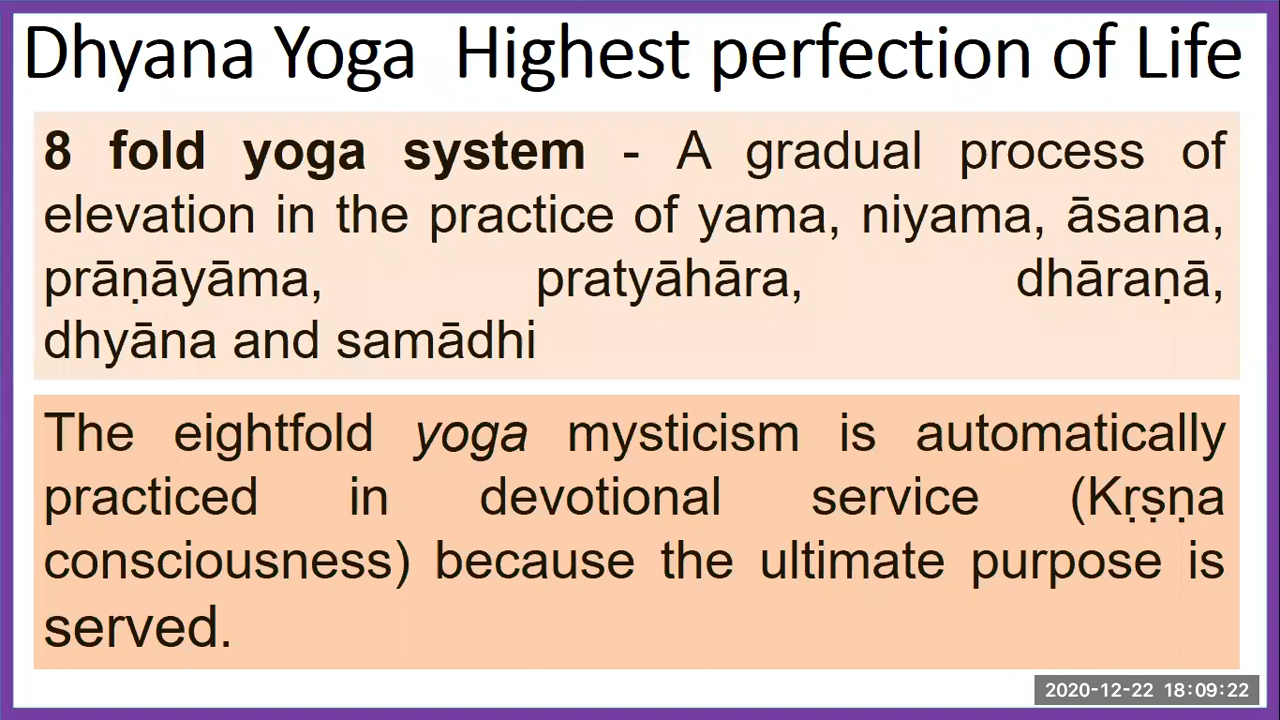 Dhyana Yoga  Highest perfection of Life
8 fold yoga system - A gradual process of
elevation in the practice of yama, niyama, āsana,
prāṇāyāma, pratyāhāra, dhāraṇā,
dhyāna and samādhi
The eightfold yoga mysticism is automatically
practiced in devotional service (Kṛṣṇa
consciousness) because the ultimate purpose is
served.
2020-12-22 18:09:22